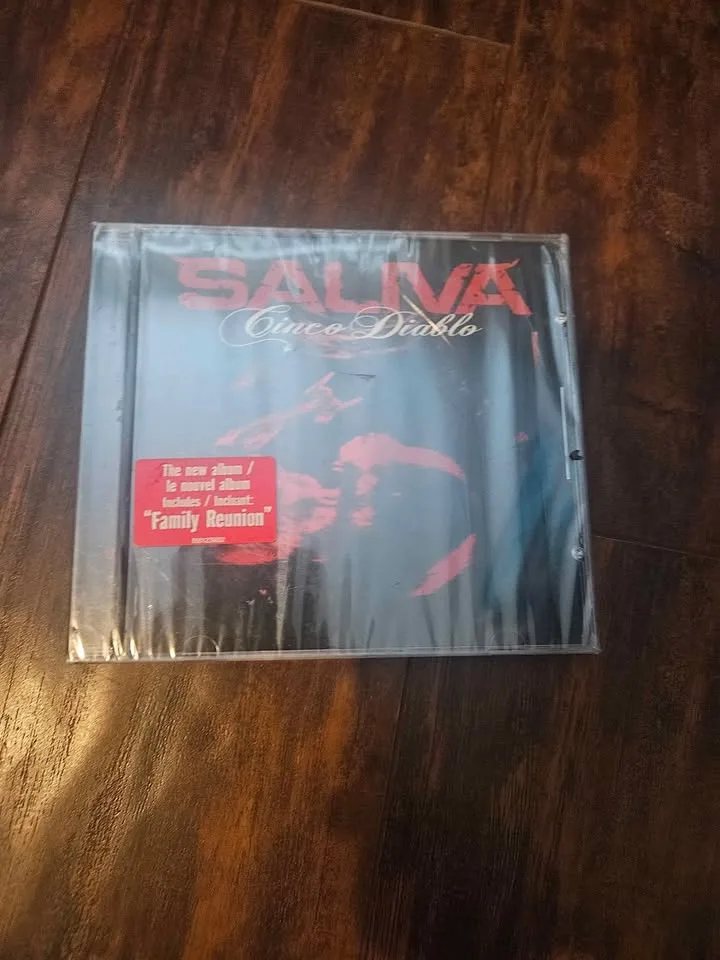 SALIVA
Cinco Diablo
The new album /
le nouvel album
Includes / Incluant:
"Family Reunion"